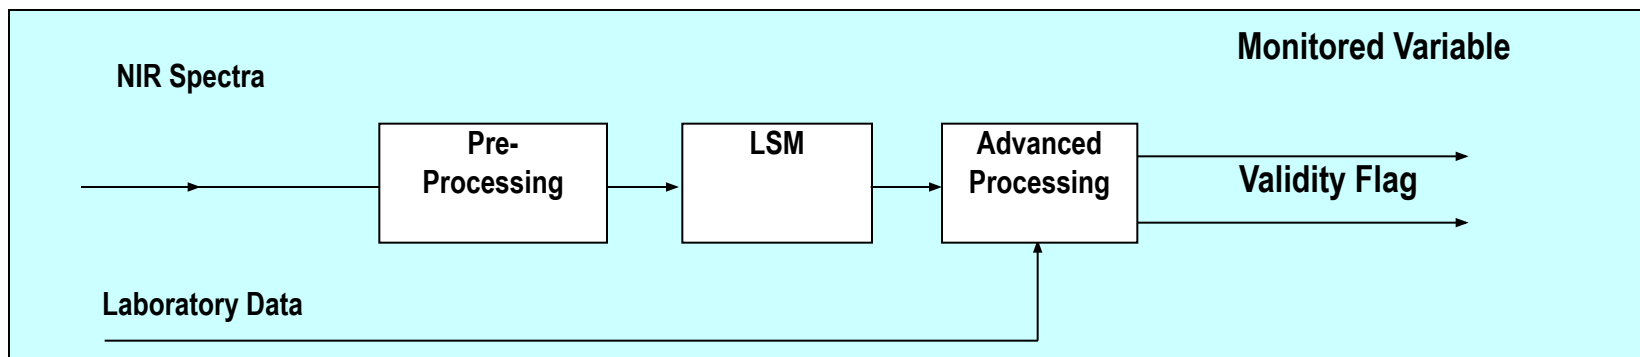 Monitored Variable
NIR Spectra
Pre-
Processing
LSM
Advanced
Processing
Validity Flag
Laboratory Data